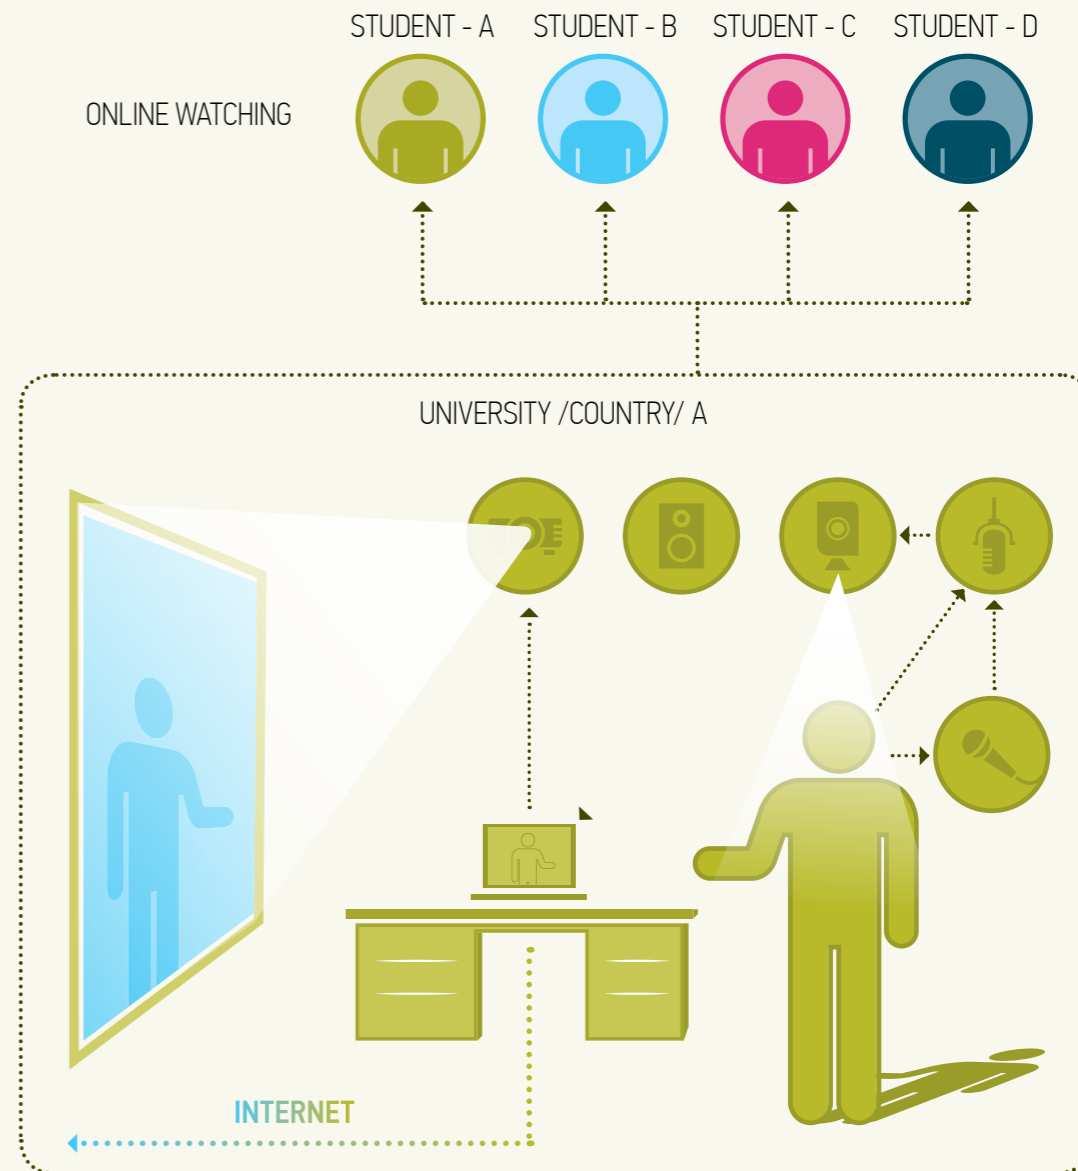 STUDENT - A
STUDENT - B
STUDENT - C
STUDENT - D
ONLINE WATCHING
UNIVERSITY /COUNTRY/ A
INTERNET